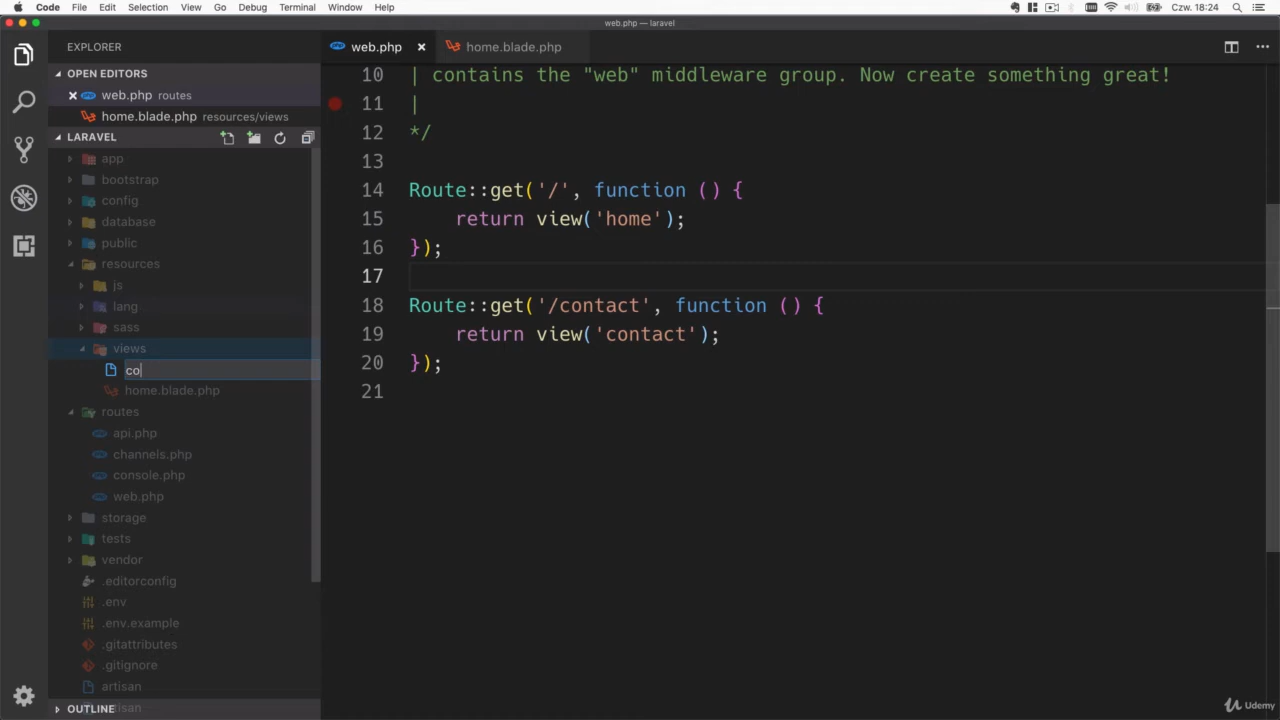 Code File Edit Selection View Go Debug Terminal Window Help Czw. 18:24
web.php — laravel
EXPLORER
OPEN EDITORS
web.php routes
home.blade.php resources/views
LARAVEL
app
bootstrap
config
database
public
resources
js
lang
sass
views
co
home.blade.php
routes
api.php
channels.php
console.php
web.php
storage
tests
vendor
.editorconfig
.env
.env.example
.gitattributes
.gitignore
artisan
OUTLINE
web.php home.blade.php
10 | contains the "web" middleware group. Now create something great!
11 |
12 */
13
14 Route::get('/', function () {
15 return view('home');
16 });
17
18 Route::get('/contact', function () {
19 return view('contact');
20 });
21
Udemy